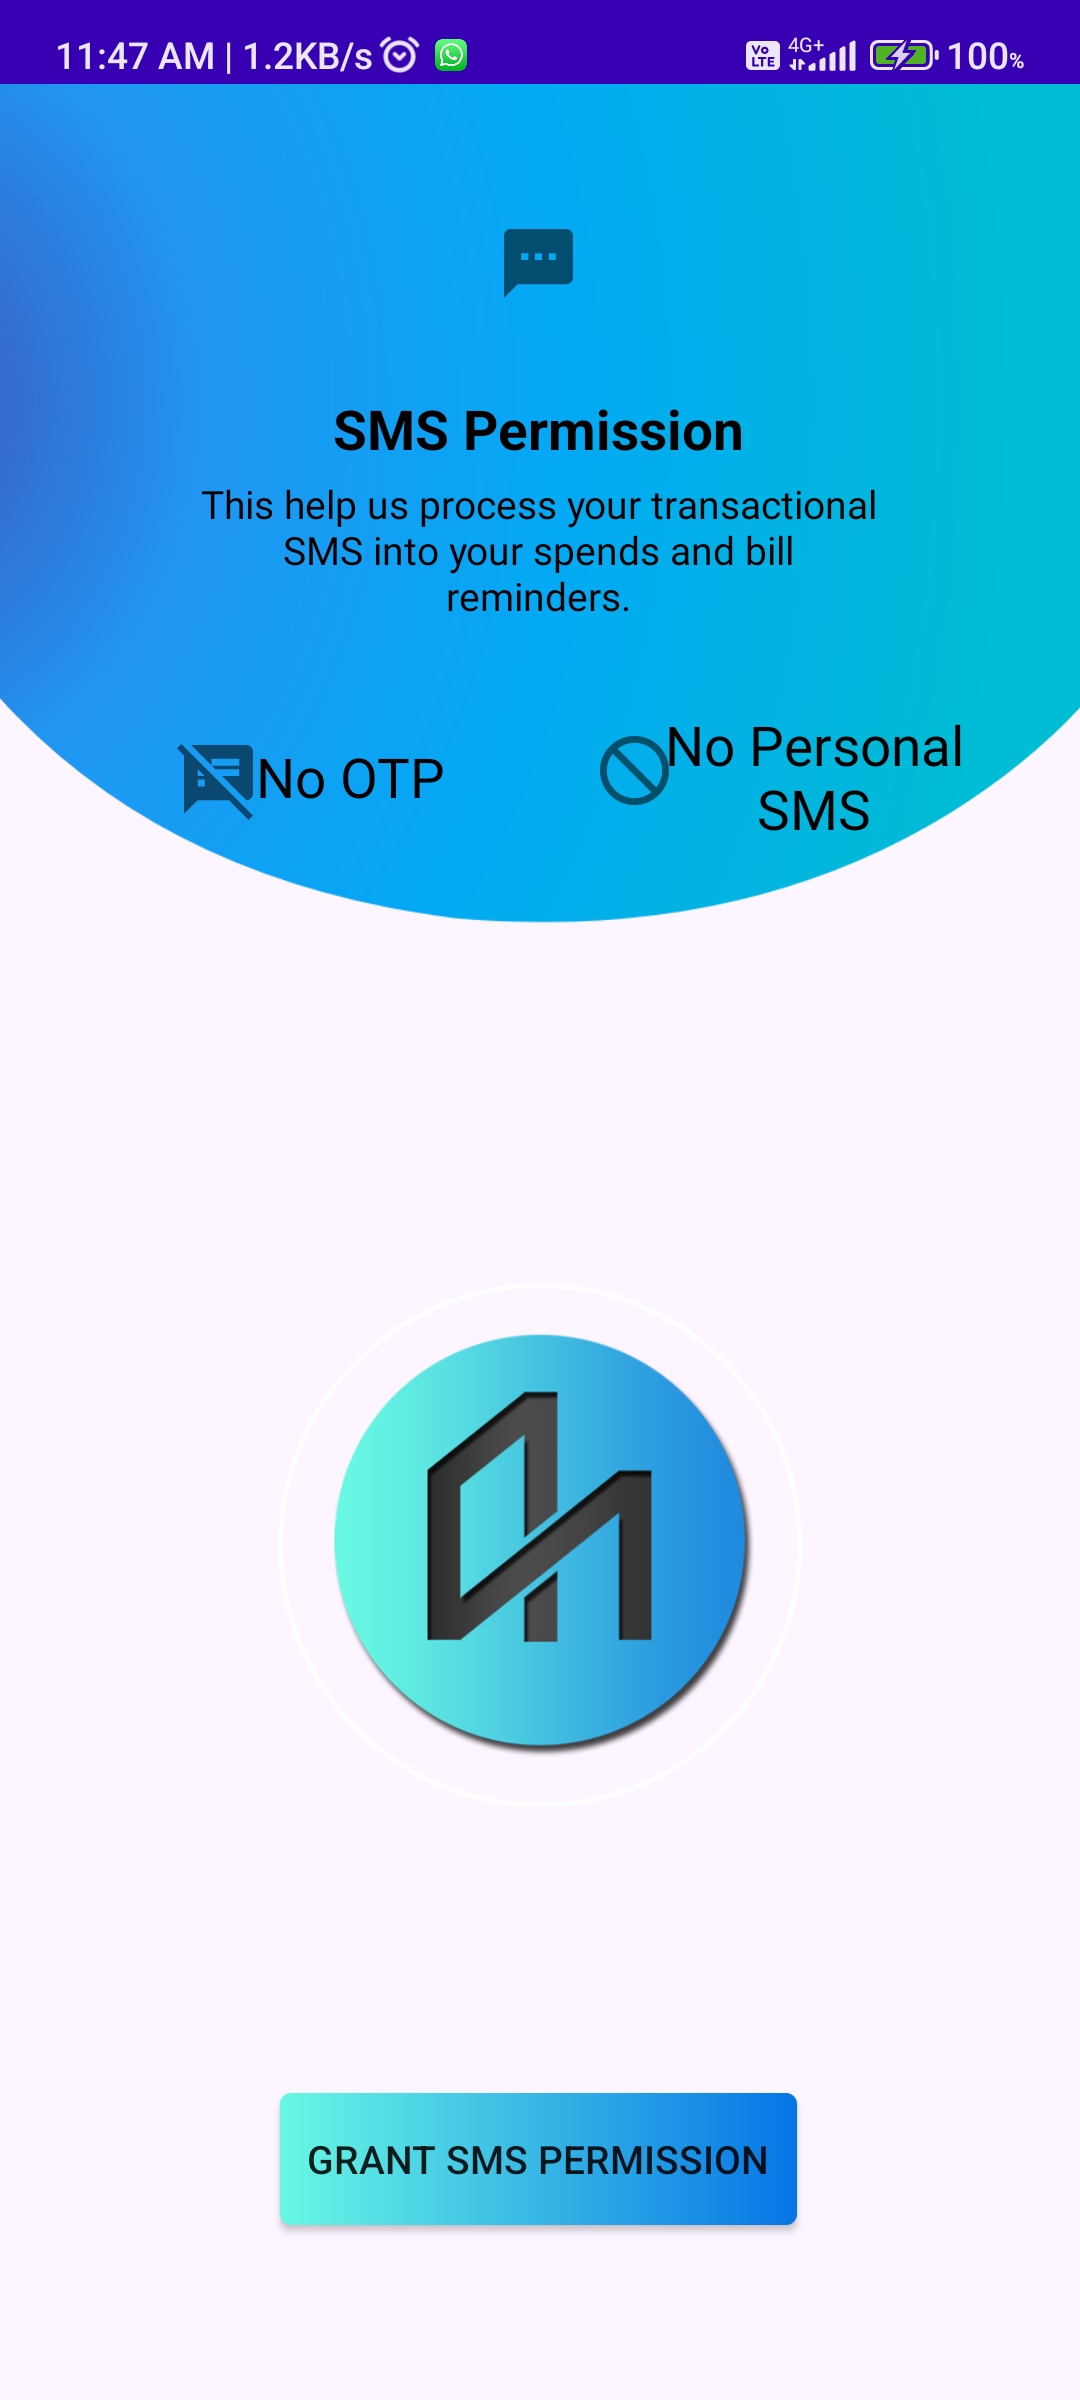 11:47 AM | 1.2KB/s
Vo LTE 4G+ 100%
SMS Permission
This help us process your transactional
SMS into your spends and bill
reminders.
No OTP
No Personal
SMS
GRANT SMS PERMISSION